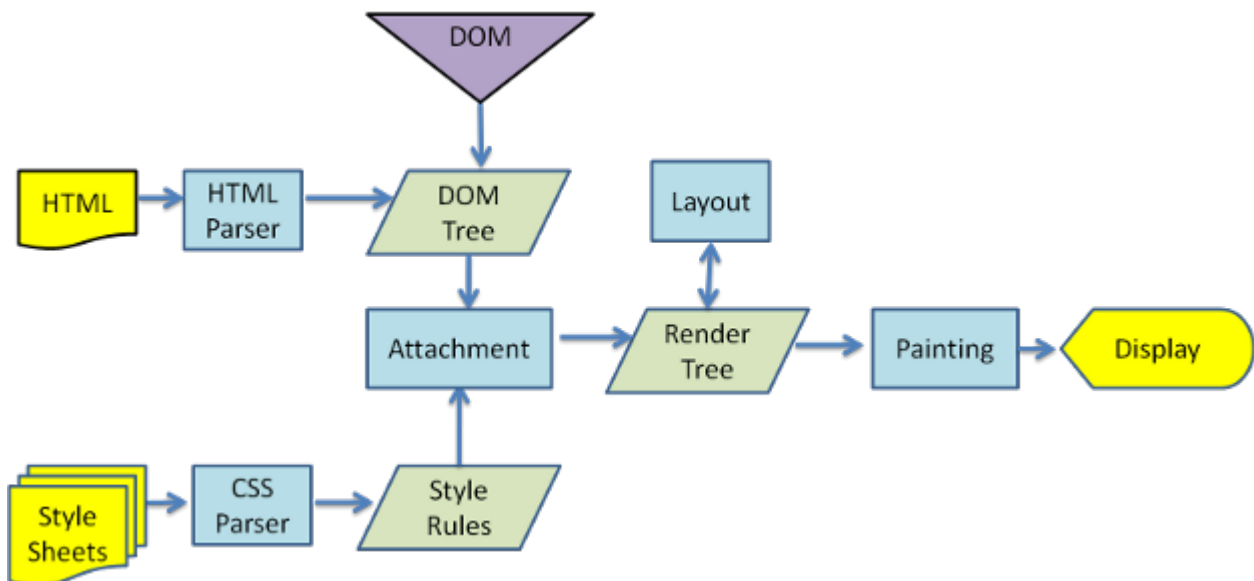 DOM
HTML
HTML
Parser
DOM
Tree
Layout
Attachment
Render
Tree
Painting
Display
Style
Sheets
CSS
Parser
Style
Rules